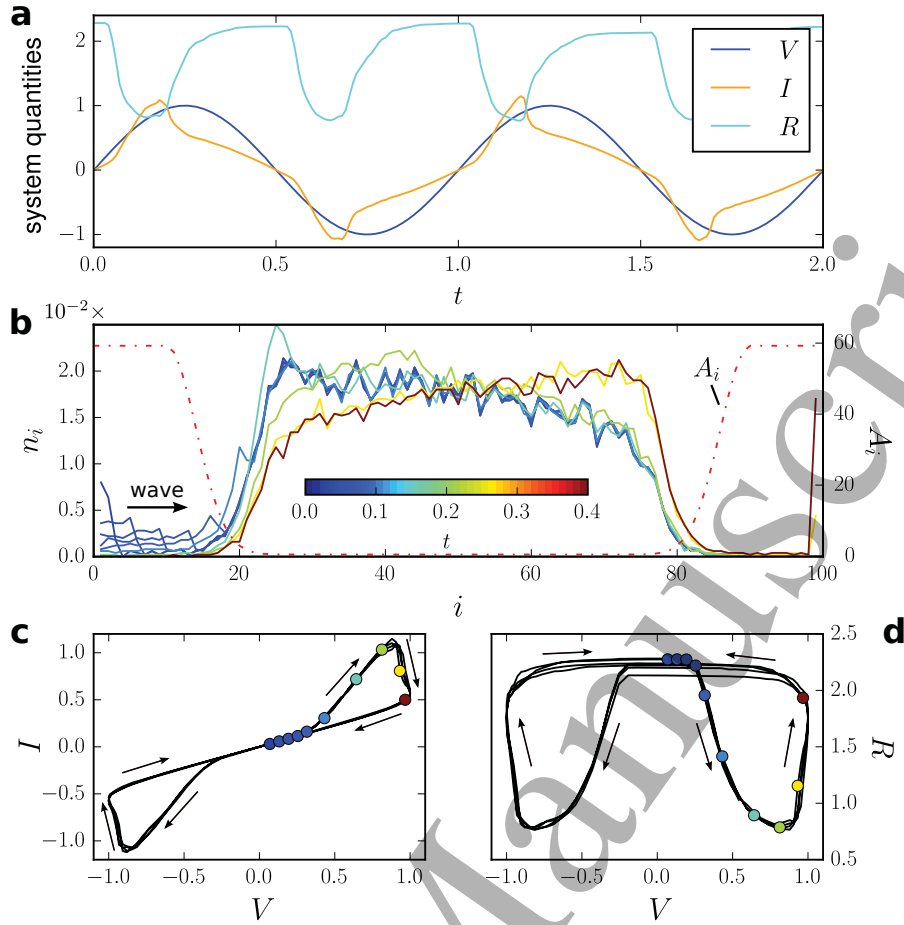 a
system quantities
2
1
0
−1
V
I
R
0.0 0.5 1.0 1.5 2.0
t
b
10⁻²×
2.0
1.0
0.0
n_i
wave
0.0 0.1 0.2 0.3 0.4
t
A_i
60
40
20
0
A_i
0 20 40 60 80 100
i
c
1.0
0.5
0.0
−0.5
−1.0
I
−1.0 −0.5 0.0 0.5 1.0
V
d
2.5
2.0
1.5
1.0
0.5
R
−1.0 −0.5 0.0 0.5 1.0
V
Manuscri